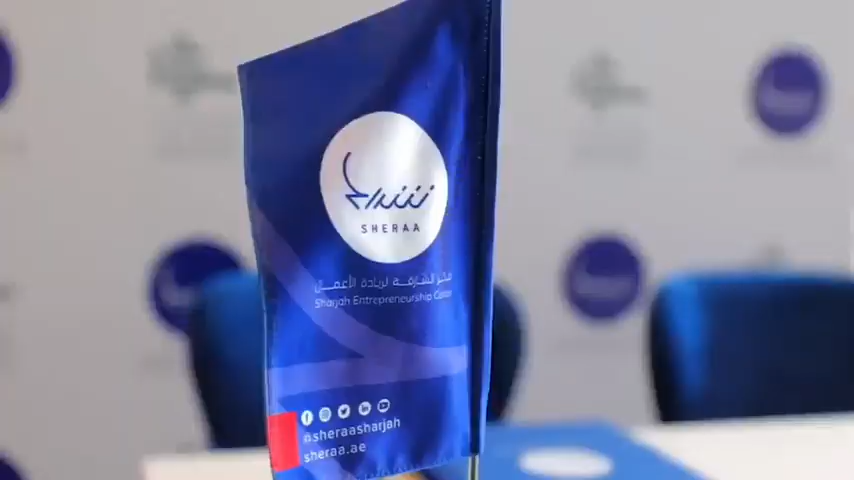 شراع
SHERAA
مركز الشارقة لريادة الأعمال
Sharjah Entrepreneurship Center
@sheraasharjah
sheraa.ae